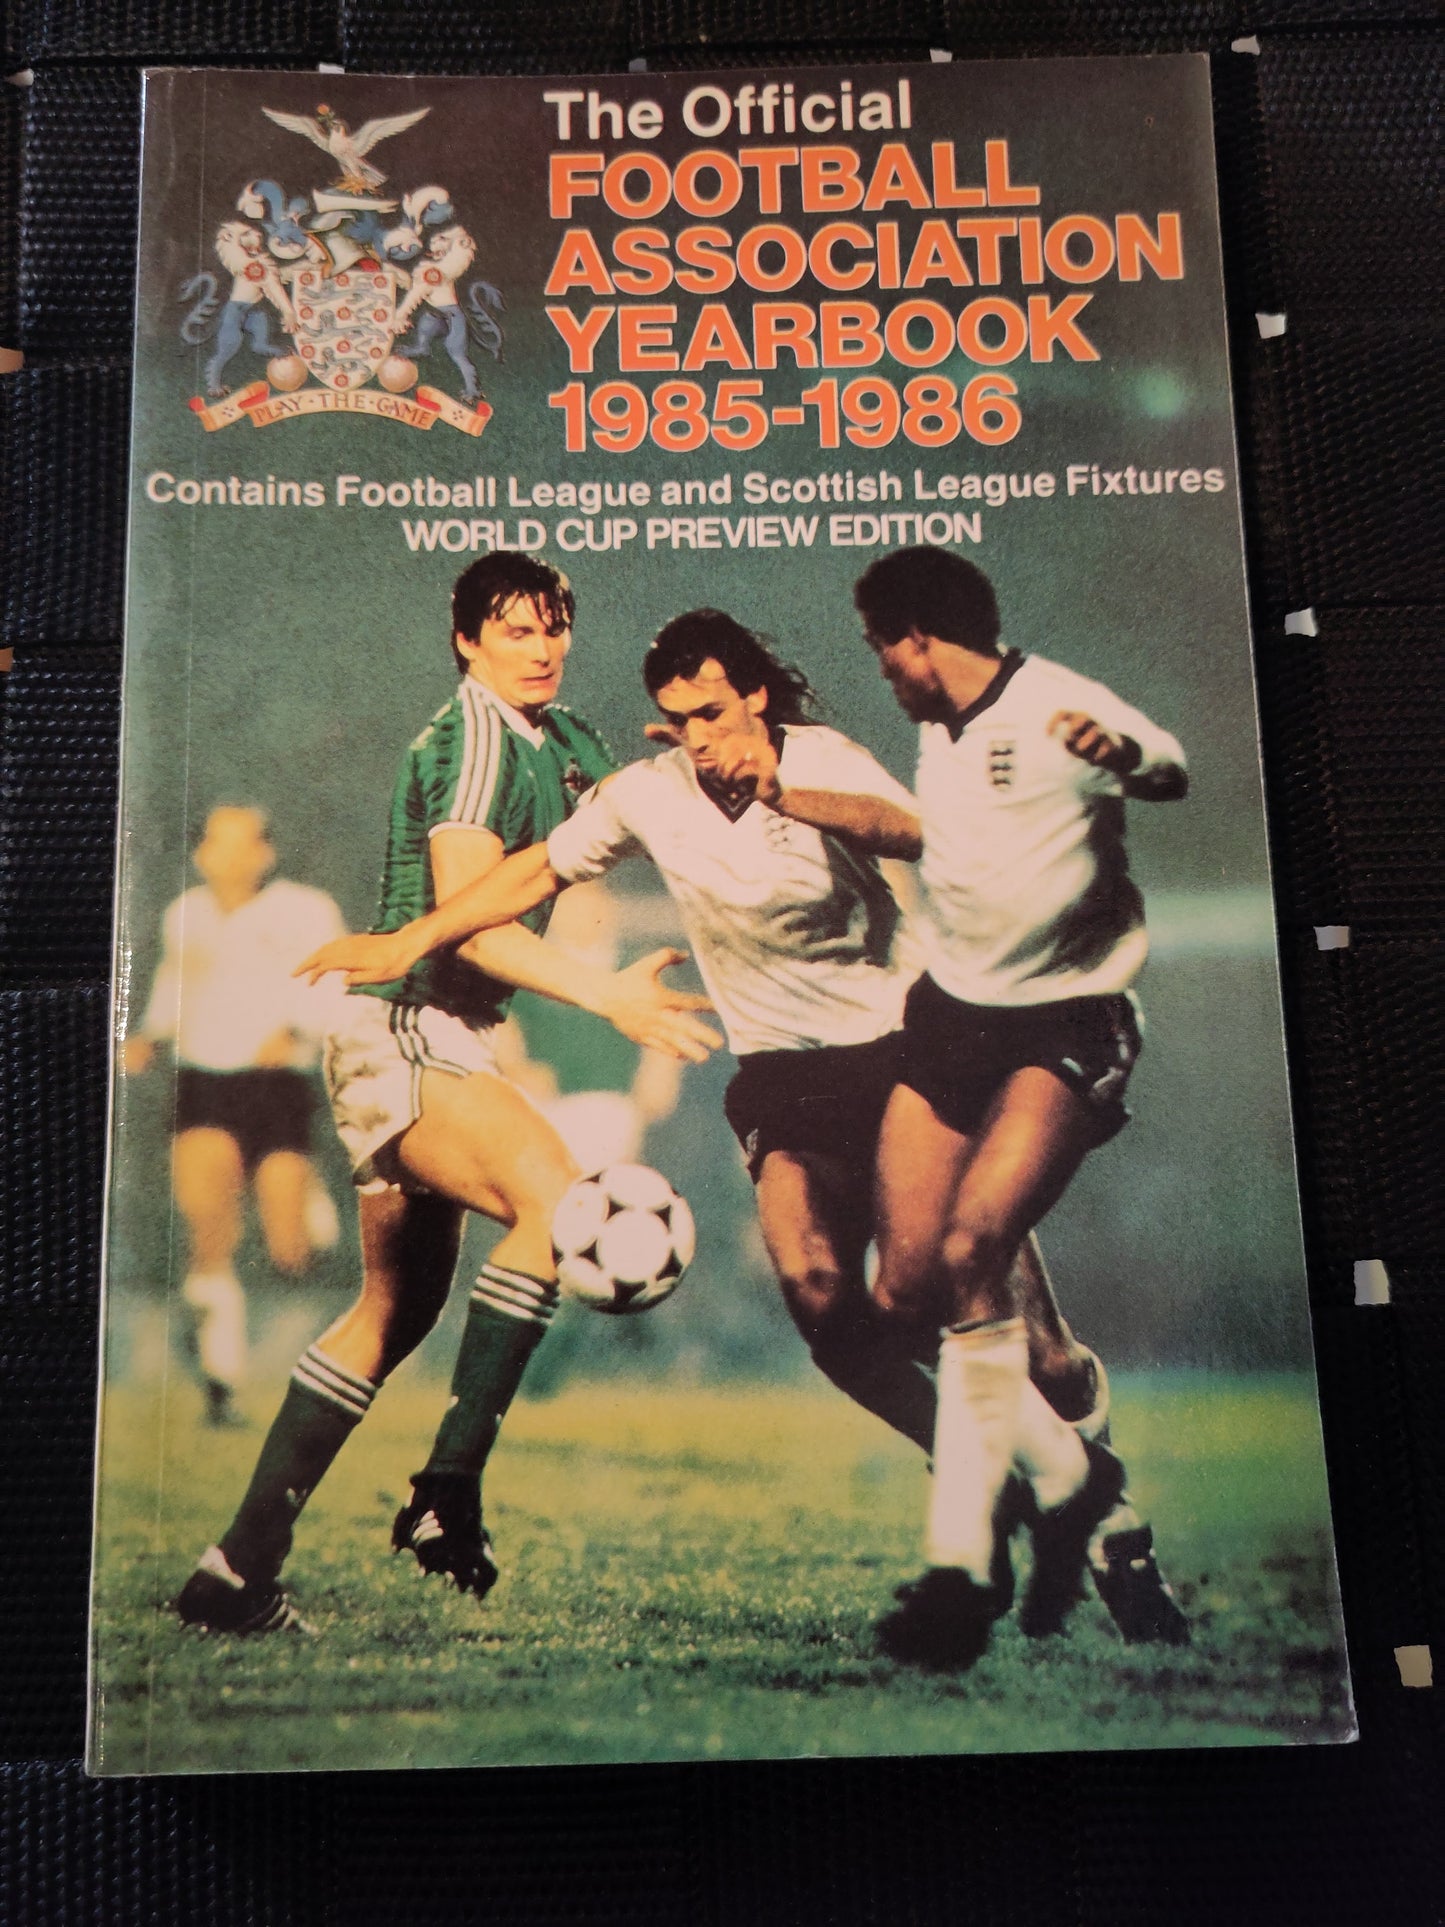 The Official
FOOTBALL
ASSOCIATION
YEARBOOK
1985-1986
PLAY·THE·GAME
Contains Football League and Scottish League Fixtures
WORLD CUP PREVIEW EDITION